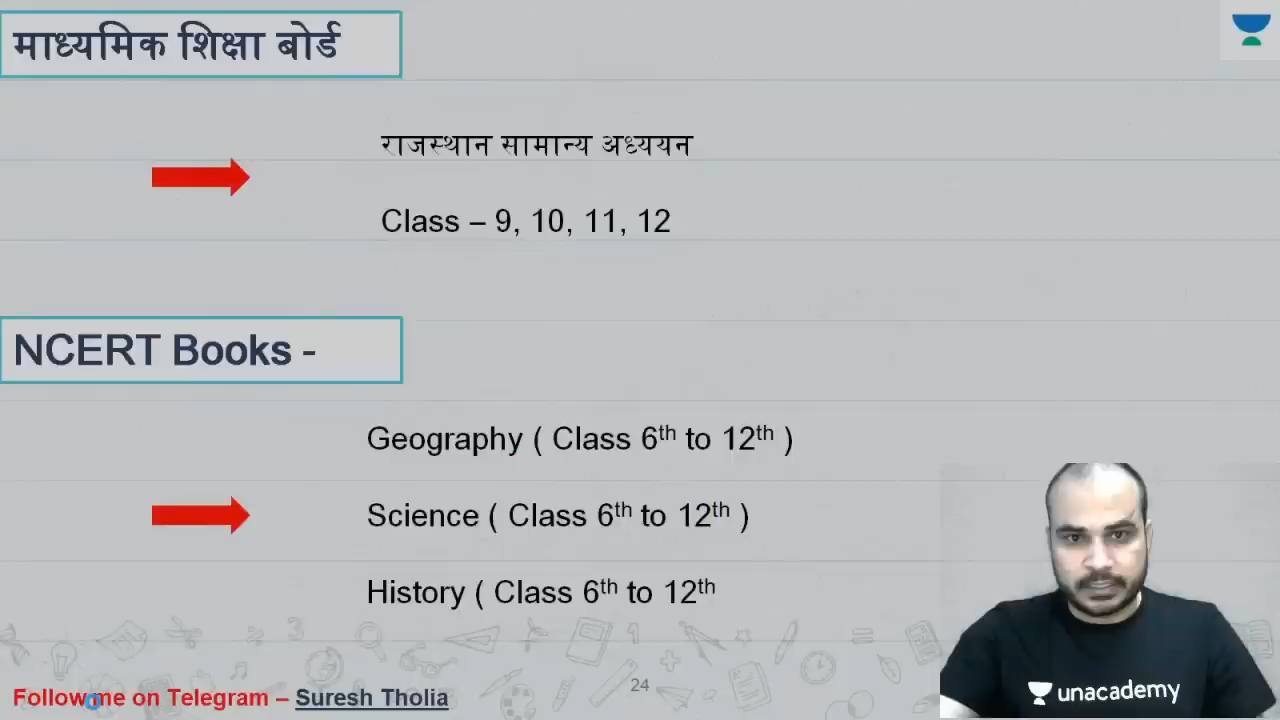 माध्यमिक शिक्षा बोर्ड
राजस्थान सामान्य अध्ययन
Class – 9, 10, 11, 12
NCERT Books -
Geography ( Class 6th to 12th )
Science ( Class 6th to 12th )
History ( Class 6th to 12th
24
Follow me on Telegram – Suresh Tholia
unacademy